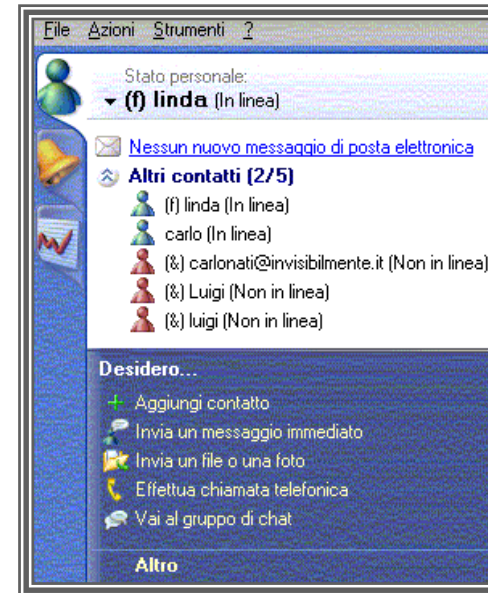 File Azioni Strumenti ?
Stato personale:
(f) linda (In linea)
Nessun nuovo messaggio di posta elettronica
Altri contatti (2/5)
(f) linda (In linea)
carlo (In linea)
(&) carlonati@invisibilmente.it (Non in linea)
(&) Luigi (Non in linea)
(&) luigi (Non in linea)
Desidero...
Aggiungi contatto
Invia un messaggio immediato
Invia un file o una foto
Effettua chiamata telefonica
Vai al gruppo di chat
Altro